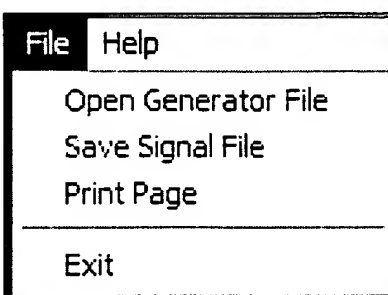 File Help
Open Generator File
Save Signal File
Print Page
Exit